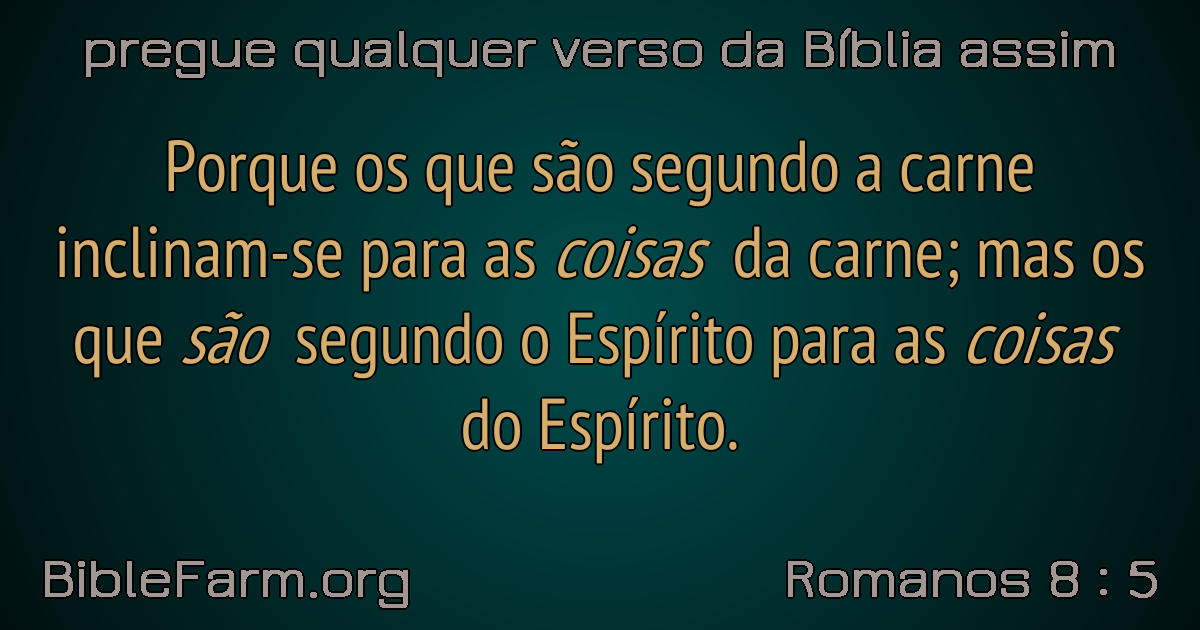 pregue qualquer verso da Bíblia assim
Porque os que são segundo a carne
inclinam-se para as coisas da carne; mas os
que são segundo o Espírito para as coisas
do Espírito.
BibleFarm.org
Romanos 8 : 5